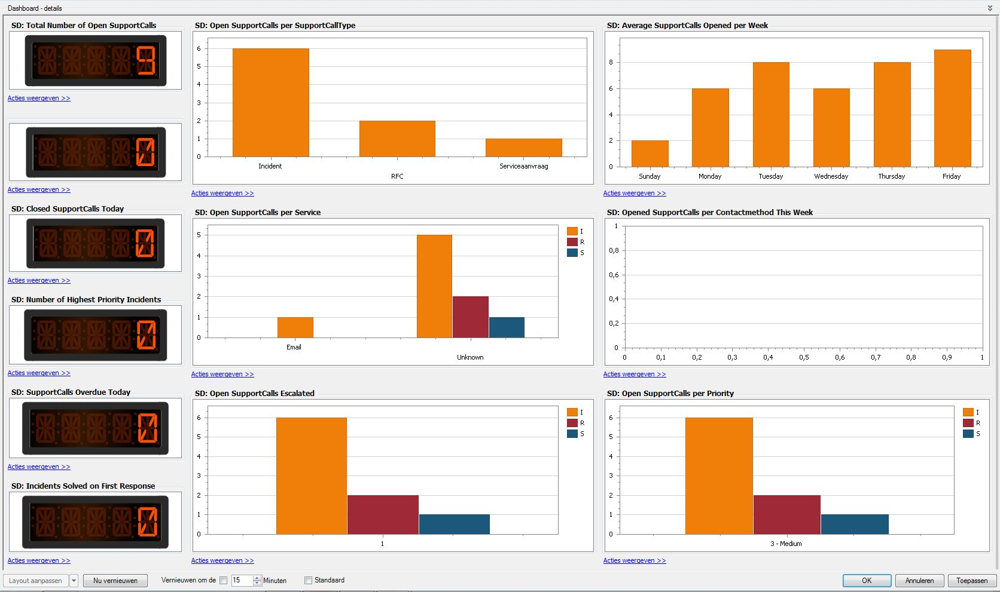 Dashboard - details
SD: Total Number of Open SupportCalls
9
Acties weergeven >>
0
Acties weergeven >>
SD: Closed SupportCalls Today
0
Acties weergeven >>
SD: Number of Highest Priority Incidents
0
Acties weergeven >>
SD: SupportCalls Overdue Today
0
Acties weergeven >>
SD: Incidents Solved on First Response
0
Acties weergeven >>
SD: Open SupportCalls per SupportCallType
6
5
4
3
2
1
0
Incident
Serviceaanvraag
RFC
Acties weergeven >>
SD: Open SupportCalls per Service
5
4
3
2
1
0
I
R
S
Email
Unknown
Acties weergeven >>
SD: Open SupportCalls Escalated
6
5
4
3
2
1
0
I
R
S
1
Acties weergeven >>
SD: Average SupportCalls Opened per Week
8
6
4
2
0
Sunday Monday Tuesday Wednesday Thursday Friday
Acties weergeven >>
SD: Opened SupportCalls per Contactmethod This Week
1
0,8
0,6
0,4
0,2
0
0 0,1 0,2 0,3 0,4 0,5 0,6 0,7 0,8 0,9 1
Acties weergeven >>
SD: Open SupportCalls per Priority
6
5
4
3
2
1
0
I
R
S
3 - Medium
Acties weergeven >>
Layout aanpassen Nu vernieuwen Vernieuwen om de 15 Minuten Standaard OK Annuleren Toepassen